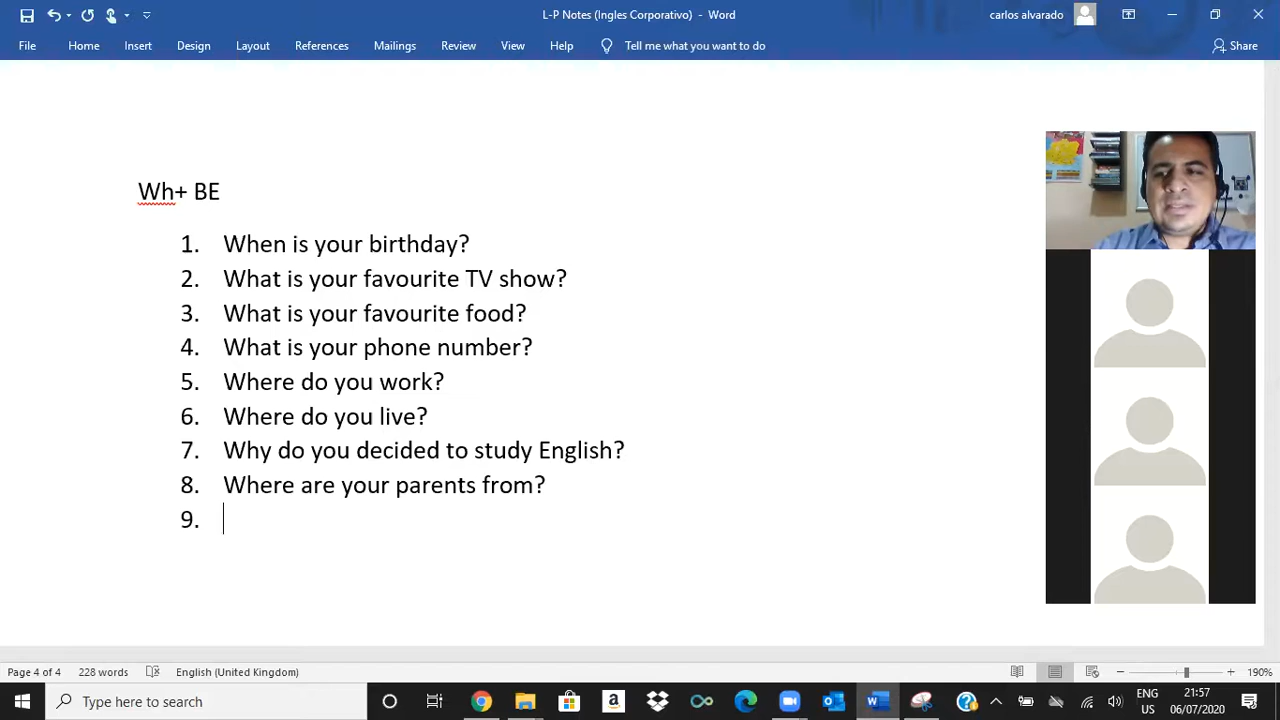 L-P Notes (Ingles Corporativo) - Word
carlos alvarado
File Home Insert Design Layout References Mailings Review View Help Tell me what you want to do Share
Wh+ BE
1. When is your birthday?
2. What is your favourite TV show?
3. What is your favourite food?
4. What is your phone number?
5. Where do you work?
6. Where do you live?
7. Why do you decided to study English?
8. Where are your parents from?
9.
Page 4 of 4 228 words English (United Kingdom) 190%
Type here to search
ENG
US
21:57
06/07/2020